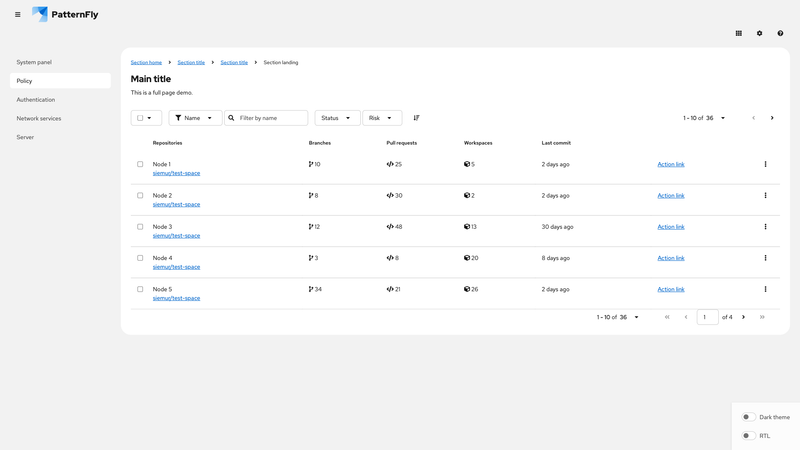 PatternFly
System panel
Policy
Authentication
Network services
Server
Section home Section title Section title Section landing
Main title
This is a full page demo.
Name Filter by name Status Risk 1 - 10 of 36
Repositories Branches Pull requests Workspaces Last commit
Node 1 10 25 5 2 days ago Action link
siemur/test-space
Node 2 8 30 2 2 days ago Action link
siemur/test-space
Node 3 12 48 13 30 days ago Action link
siemur/test-space
Node 4 3 8 20 8 days ago Action link
siemur/test-space
Node 5 34 21 26 2 days ago Action link
siemur/test-space
1 - 10 of 36 1 of 4
Dark theme
RTL